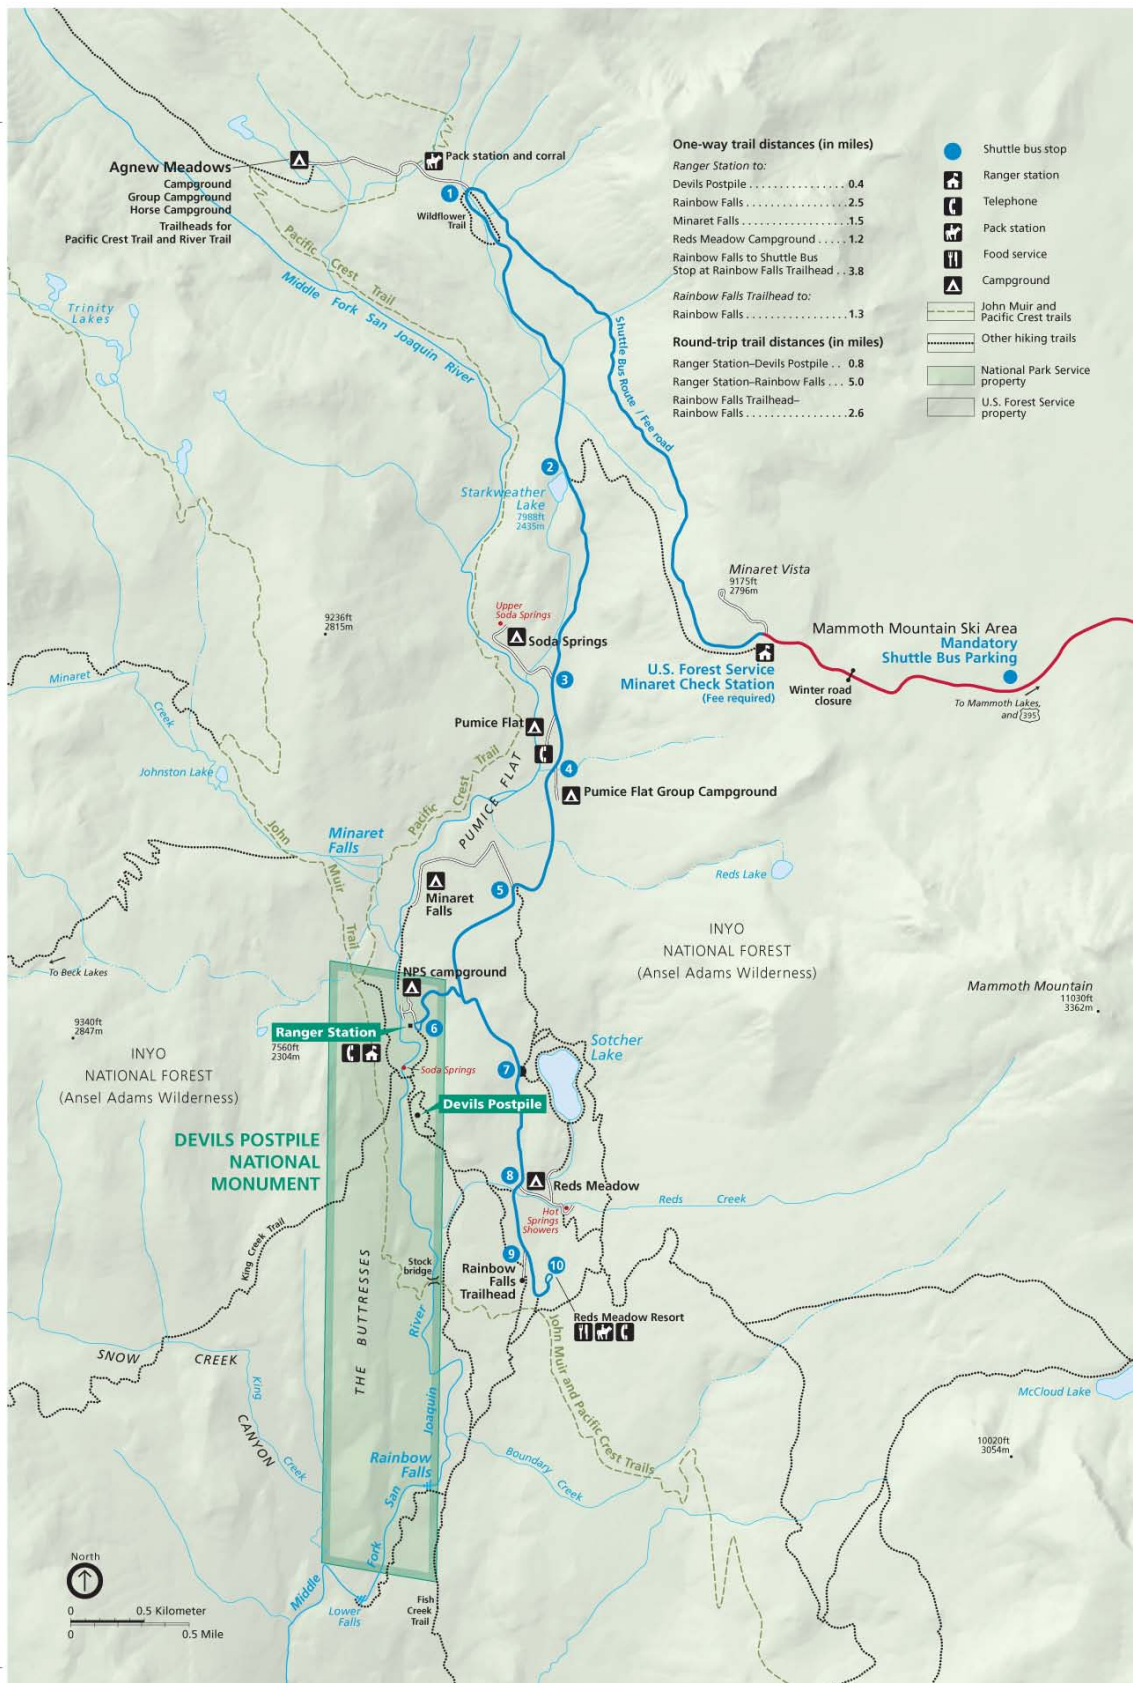 Agnew Meadows
Campground
Group Campground
Horse Campground
Trailheads for
Pacific Crest Trail and River Trail
Pack station and corral
1
Wildflower
Trail
Pacific Crest Trail
Middle Fork San Joaquin River
Trinity
Lakes
Shuttle Bus Route / Fee road
One-way trail distances (in miles)
Ranger Station to:
Devils Postpile . . . . . . . . . . . . . . . . 0.4
Rainbow Falls . . . . . . . . . . . . . . . . . 2.5
Minaret Falls . . . . . . . . . . . . . . . . . .1.5
Reds Meadow Campground . . . . . 1.2
Rainbow Falls to Shuttle Bus
Stop at Rainbow Falls Trailhead . . 3.8
Rainbow Falls Trailhead to:
Rainbow Falls . . . . . . . . . . . . . . . . .1.3
Round-trip trail distances (in miles)
Ranger Station–Devils Postpile . . 0.8
Ranger Station–Rainbow Falls . . . 5.0
Rainbow Falls Trailhead–
Rainbow Falls . . . . . . . . . . . . . . . . .2.6
Shuttle bus stop
Ranger station
Telephone
Pack station
Food service
Campground
John Muir and
Pacific Crest trails
Other hiking trails
National Park Service
property
U.S. Forest Service
property
2
Starkweather
Lake
7988ft
2435m
Minaret Vista
9175ft
2796m
Upper
Soda Springs
Soda Springs
9236ft
2815m
3
Mammoth Mountain Ski Area
Mandatory
Shuttle Bus Parking
U.S. Forest Service
Minaret Check Station
(Fee required)
Winter road
closure
To Mammoth Lakes,
and 395
Minaret
Creek
Johnston Lake
Pumice Flat
4
Pumice Flat Group Campground
PUMICE FLAT
Pacific Crest Trail
John Muir Trail
Minaret
Falls
Minaret
Falls
5
Reds Lake
INYO
NATIONAL FOREST
(Ansel Adams Wilderness)
To Beck Lakes
NPS campground
Mammoth Mountain
11030ft
3362m
9340ft
2847m
Ranger Station
6
7560ft
2304m
Soda Springs
Sotcher
Lake
7
INYO
NATIONAL FOREST
(Ansel Adams Wilderness)
Devils Postpile
DEVILS POSTPILE
NATIONAL
MONUMENT
8
Reds Meadow
Hot
Springs
Showers
Reds Creek
King Creek Trail
THE BUTTRESSES
Stock
bridge
9
10
Rainbow
Falls
Trailhead
Reds Meadow Resort
SNOW CREEK
King
Creek
CANYON
John Muir and Pacific Crest Trails
McCloud Lake
10020ft
3054m
Boundary Creek
Rainbow
Falls
Middle Fork San Joaquin River
Lower
Falls
Fish
Creek
Trail
North
0 0.5 Kilometer
0 0.5 Mile